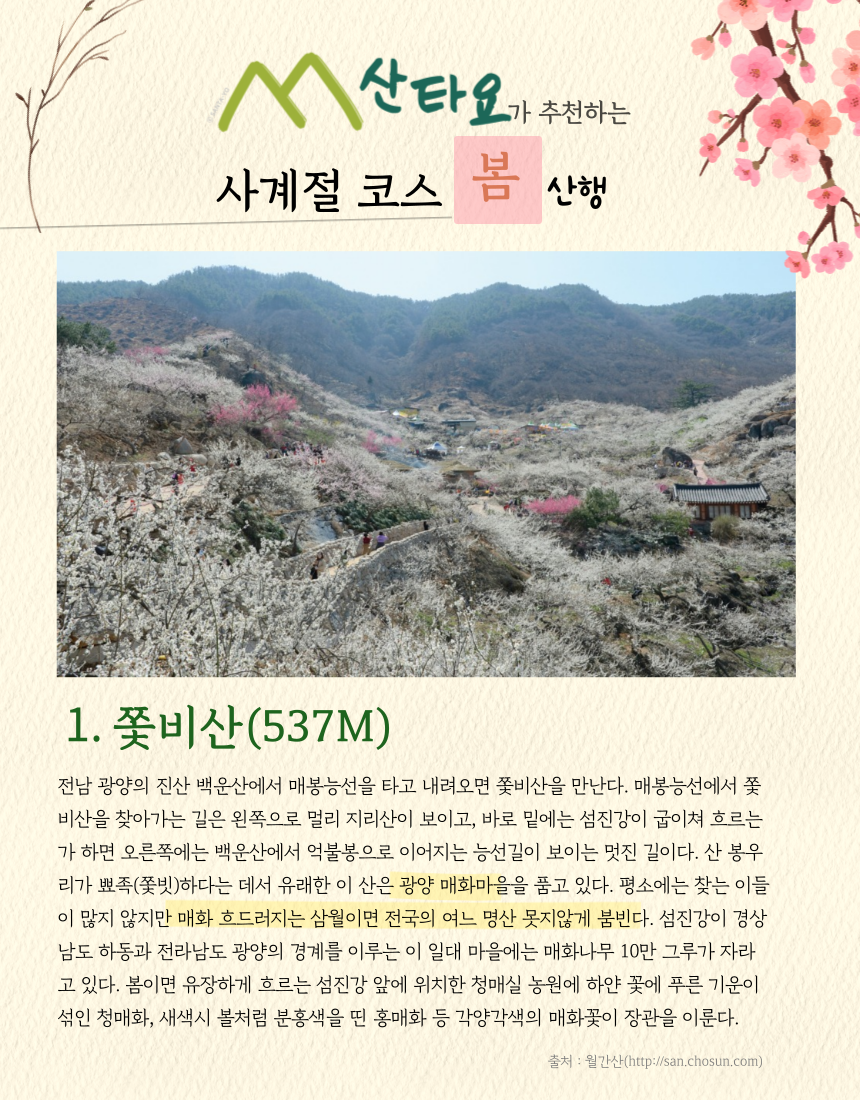 산타요가 추천하는
사계절 코스 봄 산행
1. 쫓비산(537M)
전남 광양의 진산 백운산에서 매봉능선을 타고 내려오면 쫓비산을 만난다. 매봉능선에서 쫓
비산을 찾아가는 길은 왼쪽으로 멀리 지리산이 보이고, 바로 밑에는 섬진강이 굽이쳐 흐르는
가 하면 오른쪽에는 백운산에서 억불봉으로 이어지는 능선길이 보이는 멋진 길이다. 산 봉우
리가 뾰족(쫓빗)하다는 데서 유래한 이 산은 광양 매화마을을 품고 있다. 평소에는 찾는 이들
이 많지 않지만 매화 흐드러지는 삼월이면 전국의 여느 명산 못지않게 붐빈다. 섬진강이 경상
남도 하동과 전라남도 광양의 경계를 이루는 이 일대 마을에는 매화나무 10만 그루가 자라
고 있다. 봄이면 유장하게 흐르는 섬진강 앞에 위치한 청매실 농원에 하얀 꽃에 푸른 기운이
섞인 청매화, 새색시 볼처럼 분홍색을 띤 홍매화 등 각양각색의 매화꽃이 장관을 이룬다.
출처 : 월간산(http://san.chosun.com)